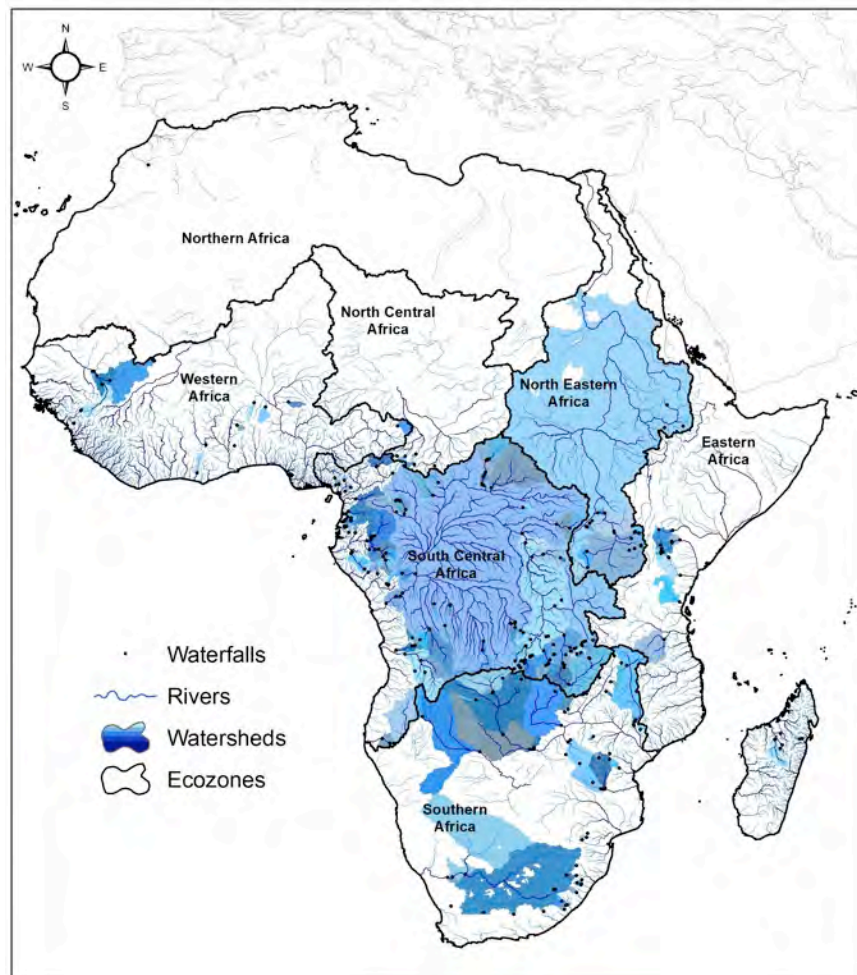 N
W E
S
Northern Africa
North Central
Africa
Western
Africa
North Eastern
Africa
Eastern
Africa
South Central
Africa
Waterfalls
Rivers
Watersheds
Ecozones
Southern
Africa